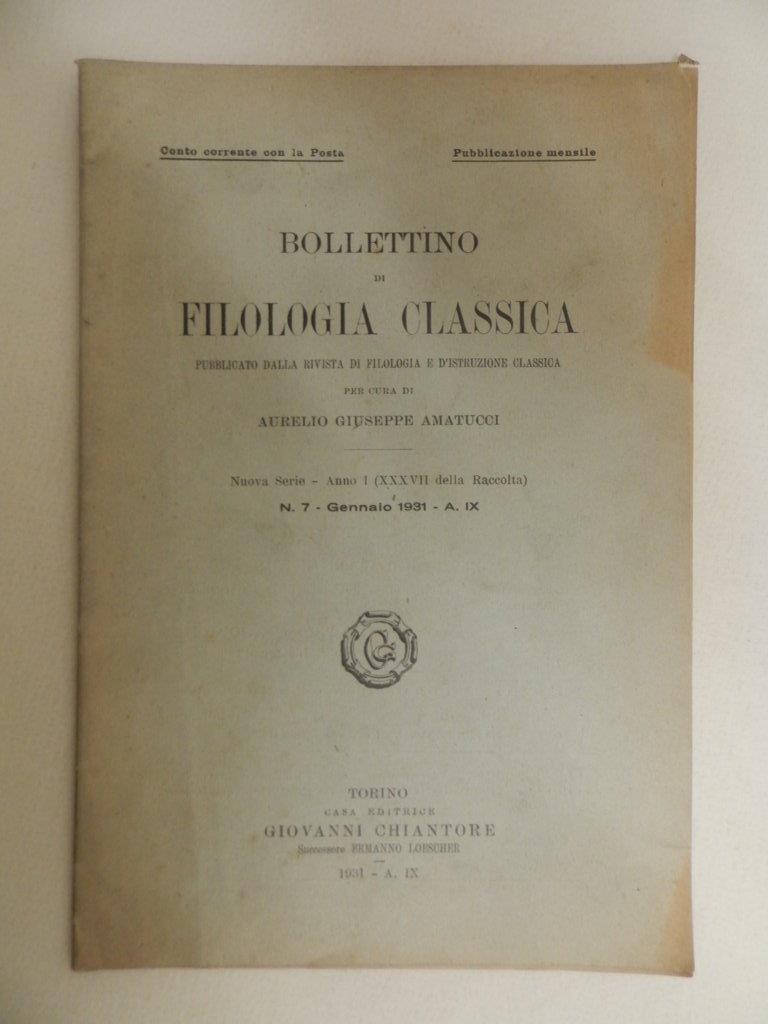 Conto corrente con la Posta
Pubblicazione mensile
BOLLETTINO
DI
FILOLOGIA CLASSICA
PUBBLICATO DALLA RIVISTA DI FILOLOGIA E D'ISTRUZIONE CLASSICA
PER CURA DI
AURELIO GIUSEPPE AMATUCCI
Nuova Serie – Anno I (XXXVII della Raccolta)
N. 7 - Gennaio 1931 - A. IX
GC
TORINO
CASA EDITRICE
GIOVANNI CHIANTORE
Successore ERMANNO LOESCHER
1931 – A. IX